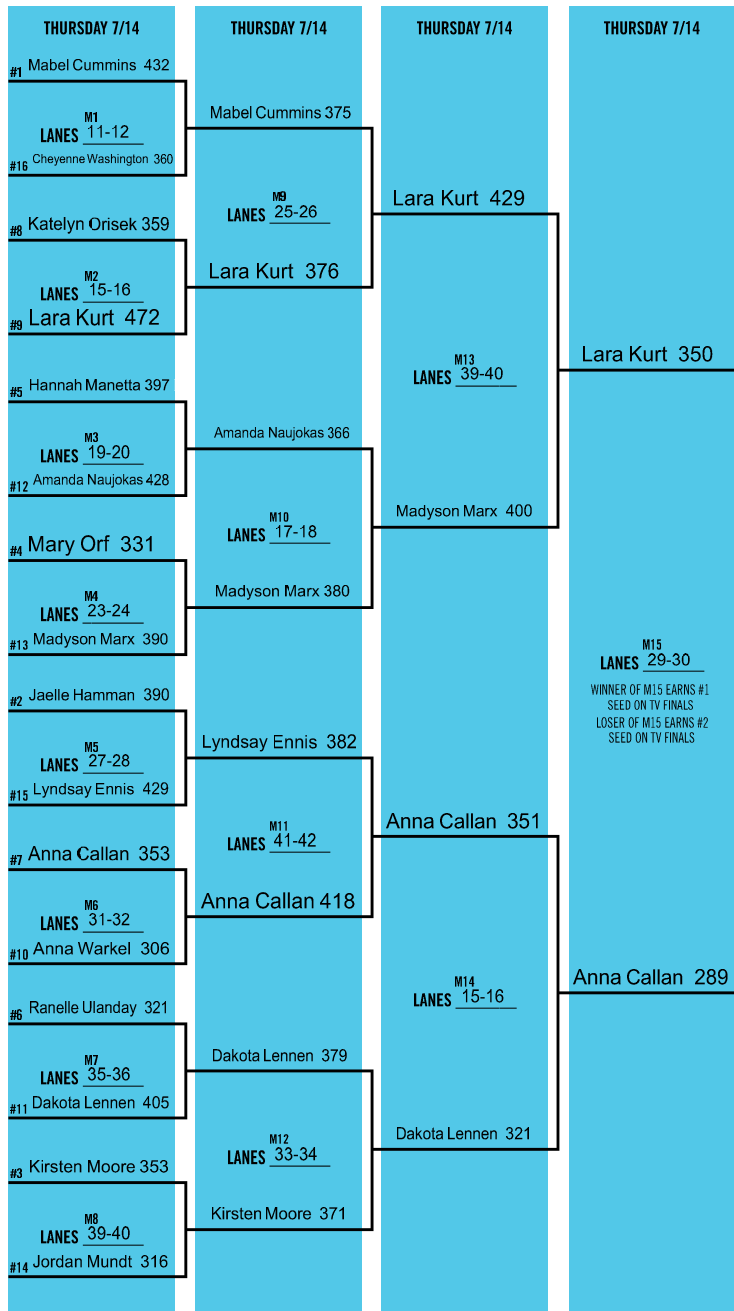 THURSDAY 7/14
#1 Mabel Cummins 432
M1
LANES 11-12
#16 Cheyenne Washington 360
#8 Katelyn Orisek 359
M2
LANES 15-16
#9 Lara Kurt 472
#5 Hannah Manetta 397
M3
LANES 19-20
#12 Amanda Naujokas 428
#4 Mary Orf 331
M4
LANES 23-24
#13 Madyson Marx 390
#2 Jaelle Hamman 390
M5
LANES 27-28
#15 Lyndsay Ennis 429
#7 Anna Callan 353
M6
LANES 31-32
#10 Anna Warkel 306
#6 Ranelle Ulanday 321
M7
LANES 35-36
#11 Dakota Lennen 405
#3 Kirsten Moore 353
M8
LANES 39-40
#14 Jordan Mundt 316
THURSDAY 7/14
Mabel Cummins 375
M9
LANES 25-26
Lara Kurt 376
Amanda Naujokas 366
M10
LANES 17-18
Madyson Marx 380
Lyndsay Ennis 382
M11
LANES 41-42
Anna Callan 418
Dakota Lennen 379
M12
LANES 33-34
Kirsten Moore 371
THURSDAY 7/14
Lara Kurt 429
M13
LANES 39-40
Madyson Marx 400
Anna Callan 351
M14
LANES 15-16
Dakota Lennen 321
THURSDAY 7/14
Lara Kurt 350
M15
LANES 29-30
WINNER OF M15 EARNS #1
SEED ON TV FINALS
LOSER OF M15 EARNS #2
SEED ON TV FINALS
Anna Callan 289